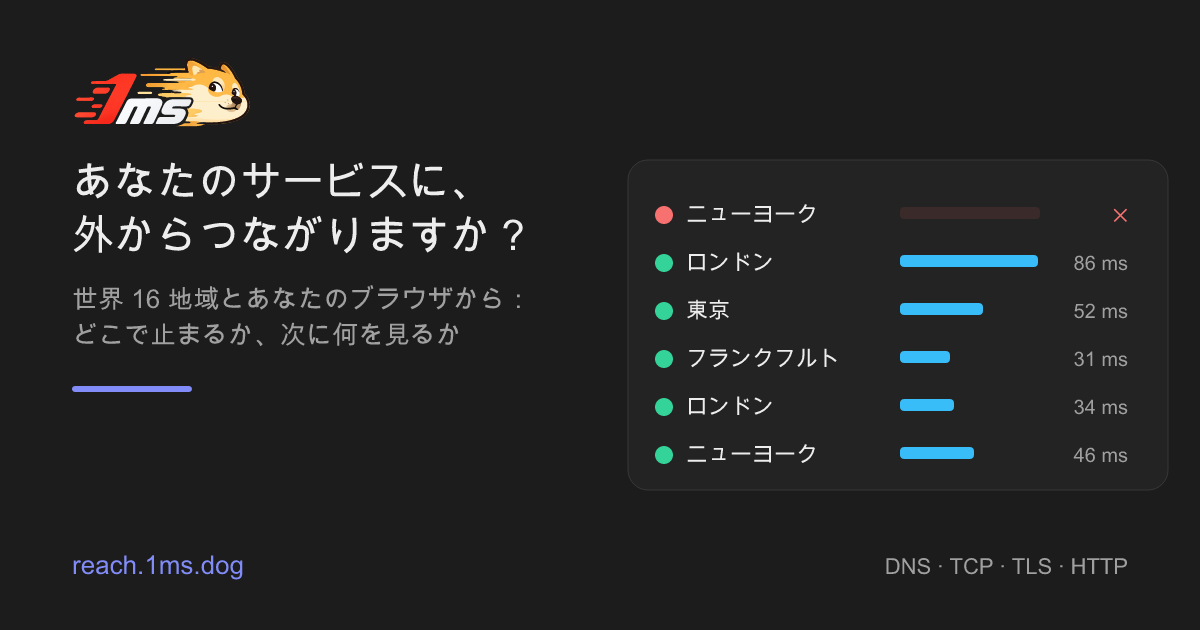 1ms
あなたのサービスに、
外からつながりますか？
世界 16 地域とあなたのブラウザから：
どこで止まるか、次に何を見るか
ニューヨーク ×
ロンドン 86 ms
東京 52 ms
フランクフルト 31 ms
ロンドン 34 ms
ニューヨーク 46 ms
reach.1ms.dog
DNS · TCP · TLS · HTTP